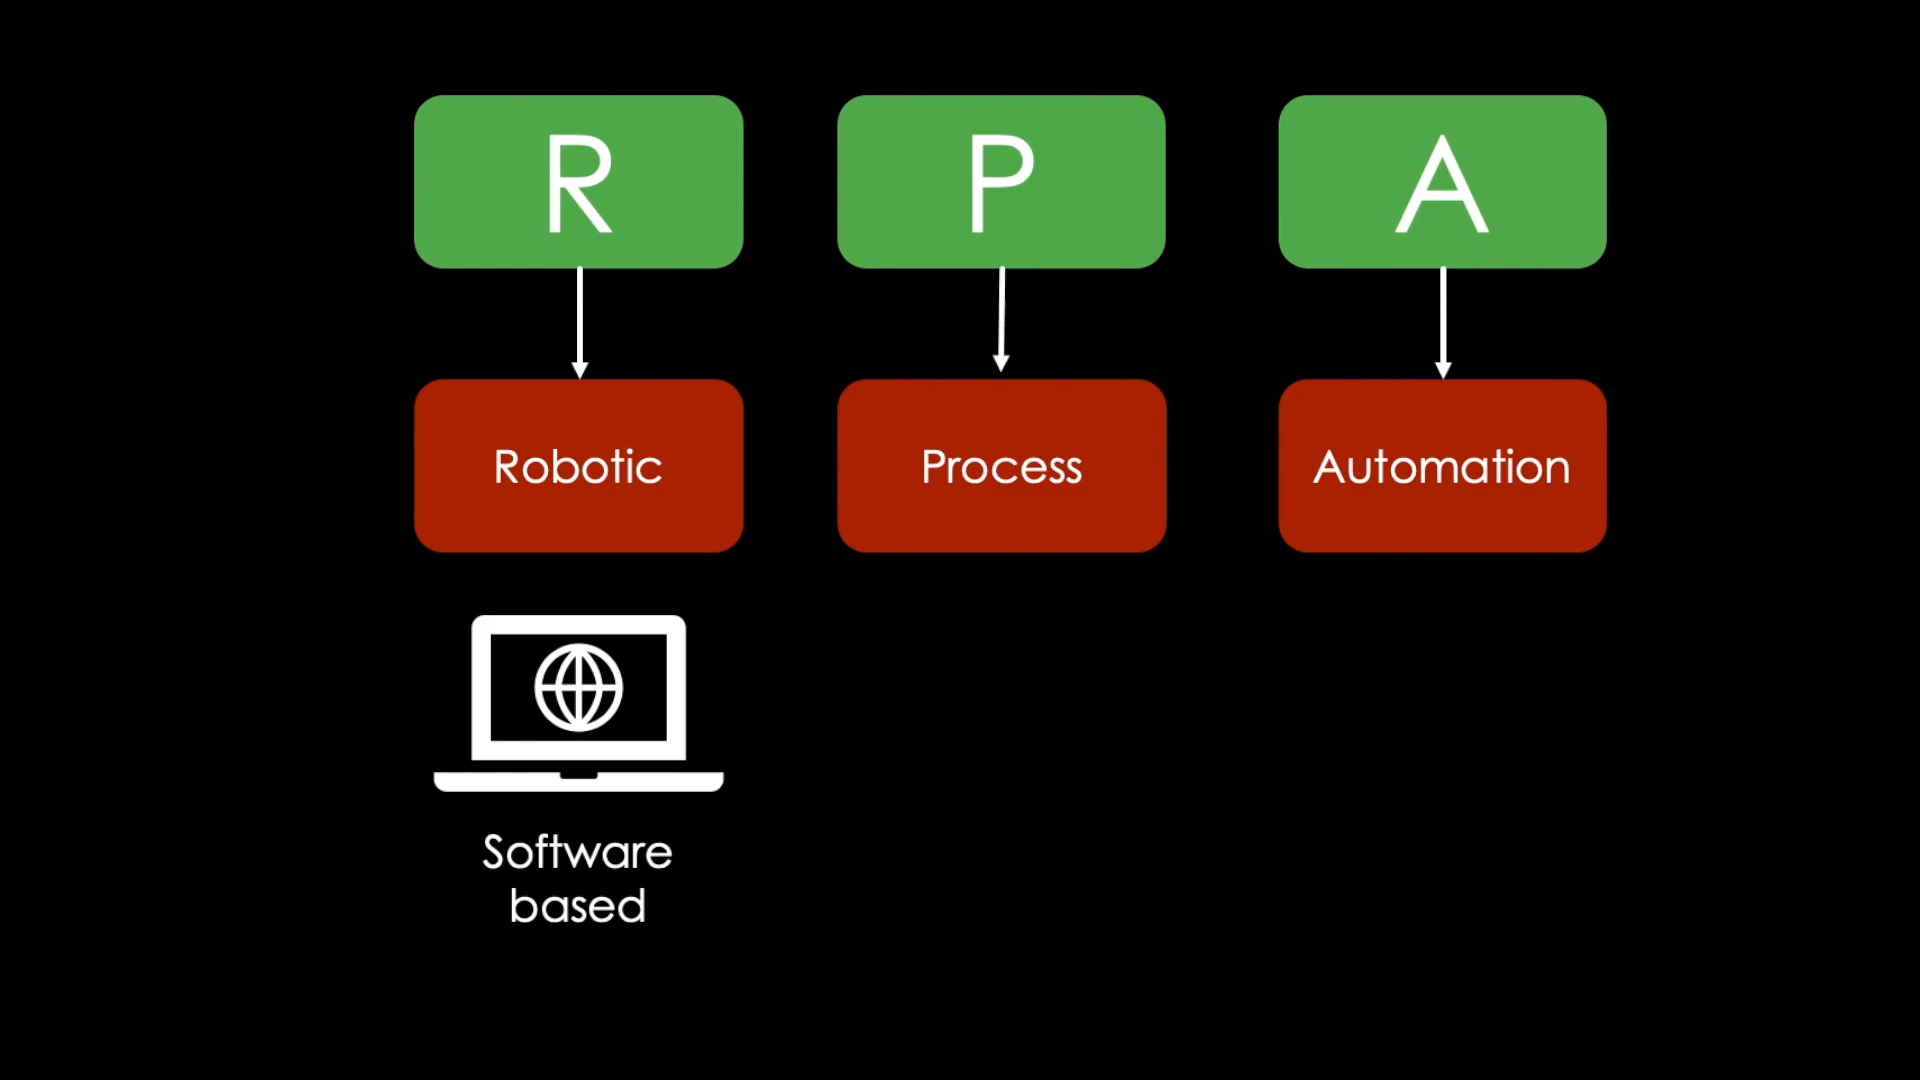 R
P
A
Robotic
Process
Automation
Software
based